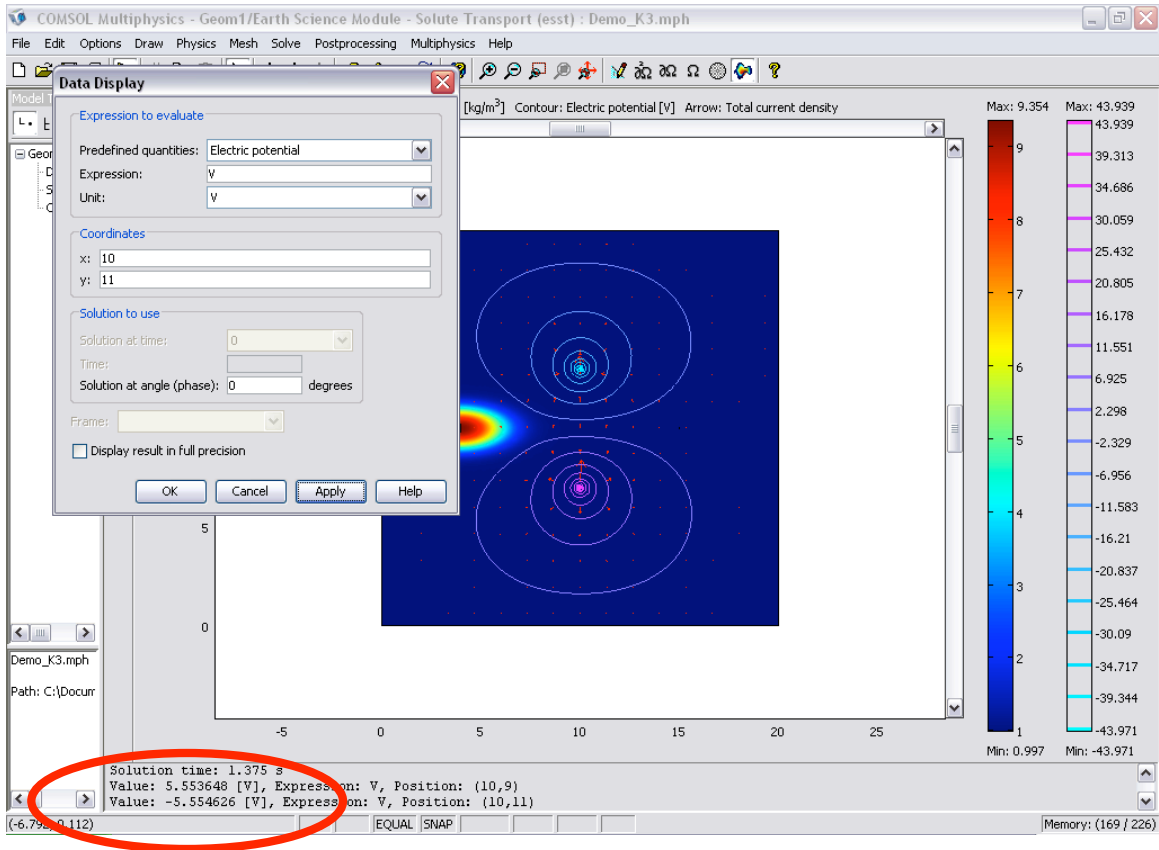 COMSOL Multiphysics - Geom1/Earth Science Module - Solute Transport (esst) : Demo_K3.mph
File Edit Options Draw Physics Mesh Solve Postprocessing Multiphysics Help
Data Display
Expression to evaluate
Predefined quantities: Electric potential
Expression: V
Unit: V
Coordinates
x: 10
y: 11
Solution to use
Solution at time: 0
Time:
Solution at angle (phase): 0 degrees
Frame:
Display result in full precision
OK Cancel Apply Help
Model
Geom
[kg/m³] Contour: Electric potential [V] Arrow: Total current density
Max: 9.354 Max: 43.939
9
8
7
6
5
4
3
2
1
Min: 0.997
43.939
39.313
34.686
30.059
25.432
20.805
16.178
11.551
6.925
2.298
-2.329
-6.956
-11.583
-16.21
-20.837
-25.464
-30.09
-34.717
-39.344
-43.971
Min: -43.971
5
0
-5 0 5 10 15 20 25
Demo_K3.mph
Path: C:\Docum
Solution time: 1.375 s
Value: 5.553648 [V], Expression: V, Position: (10,9)
Value: -5.554626 [V], Expression: V, Position: (10,11)
EQUAL SNAP
Memory: (169 / 226)